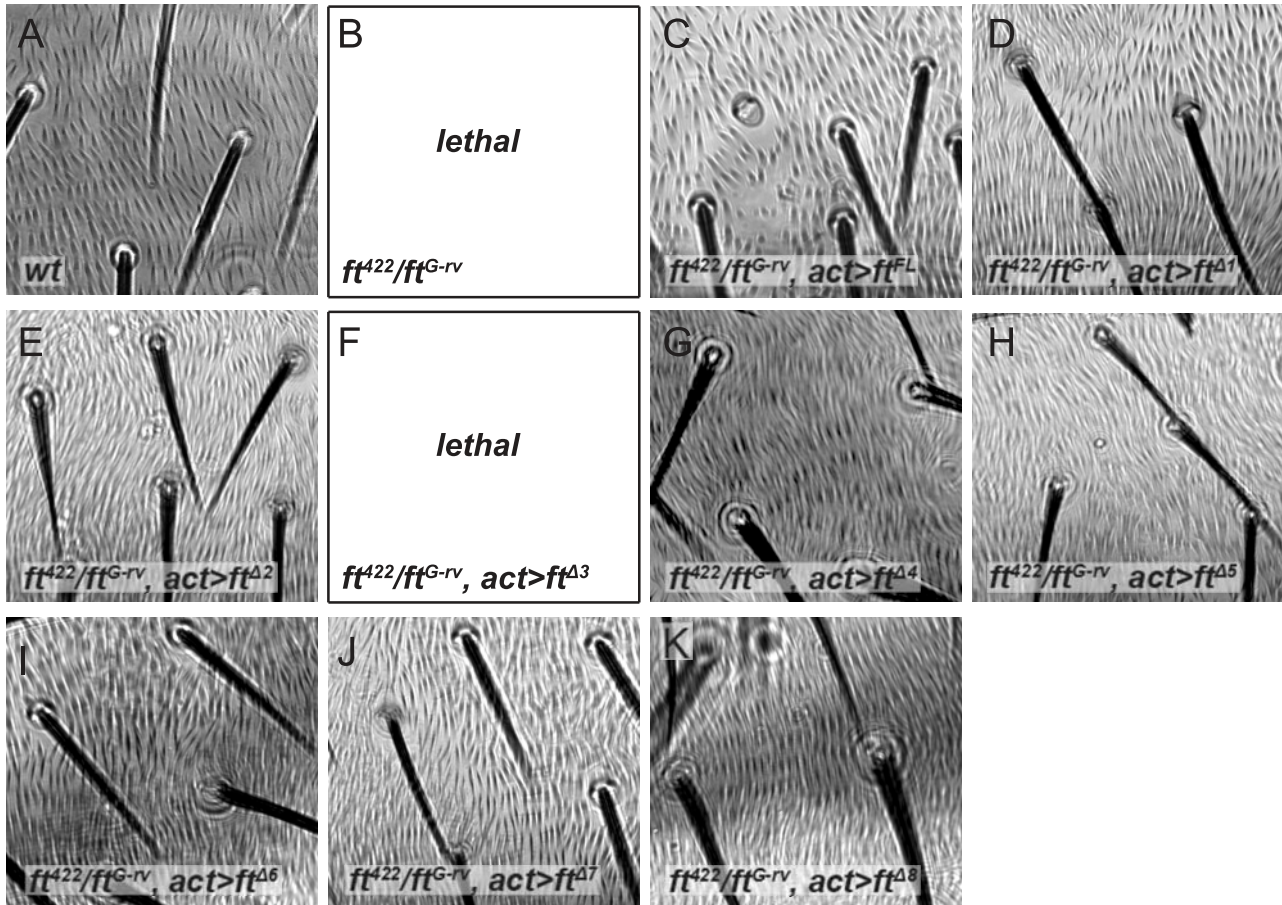 A
wt
B
lethal
ft422/ftG-rv
C
ft422/ftG-rv, act>ftFL
D
ft422/ftG-rv, act>ftΔ1
E
ft422/ftG-rv, act>ftΔ2
F
lethal
ft422/ftG-rv, act>ftΔ3
G
ft422/ftG-rv, act>ftΔ4
H
ft422/ftG-rv, act>ftΔ5
I
ft422/ftG-rv, act>ftΔ6
J
ft422/ftG-rv, act>ftΔ7
K
ft422/ftG-rv, act>ftΔ8